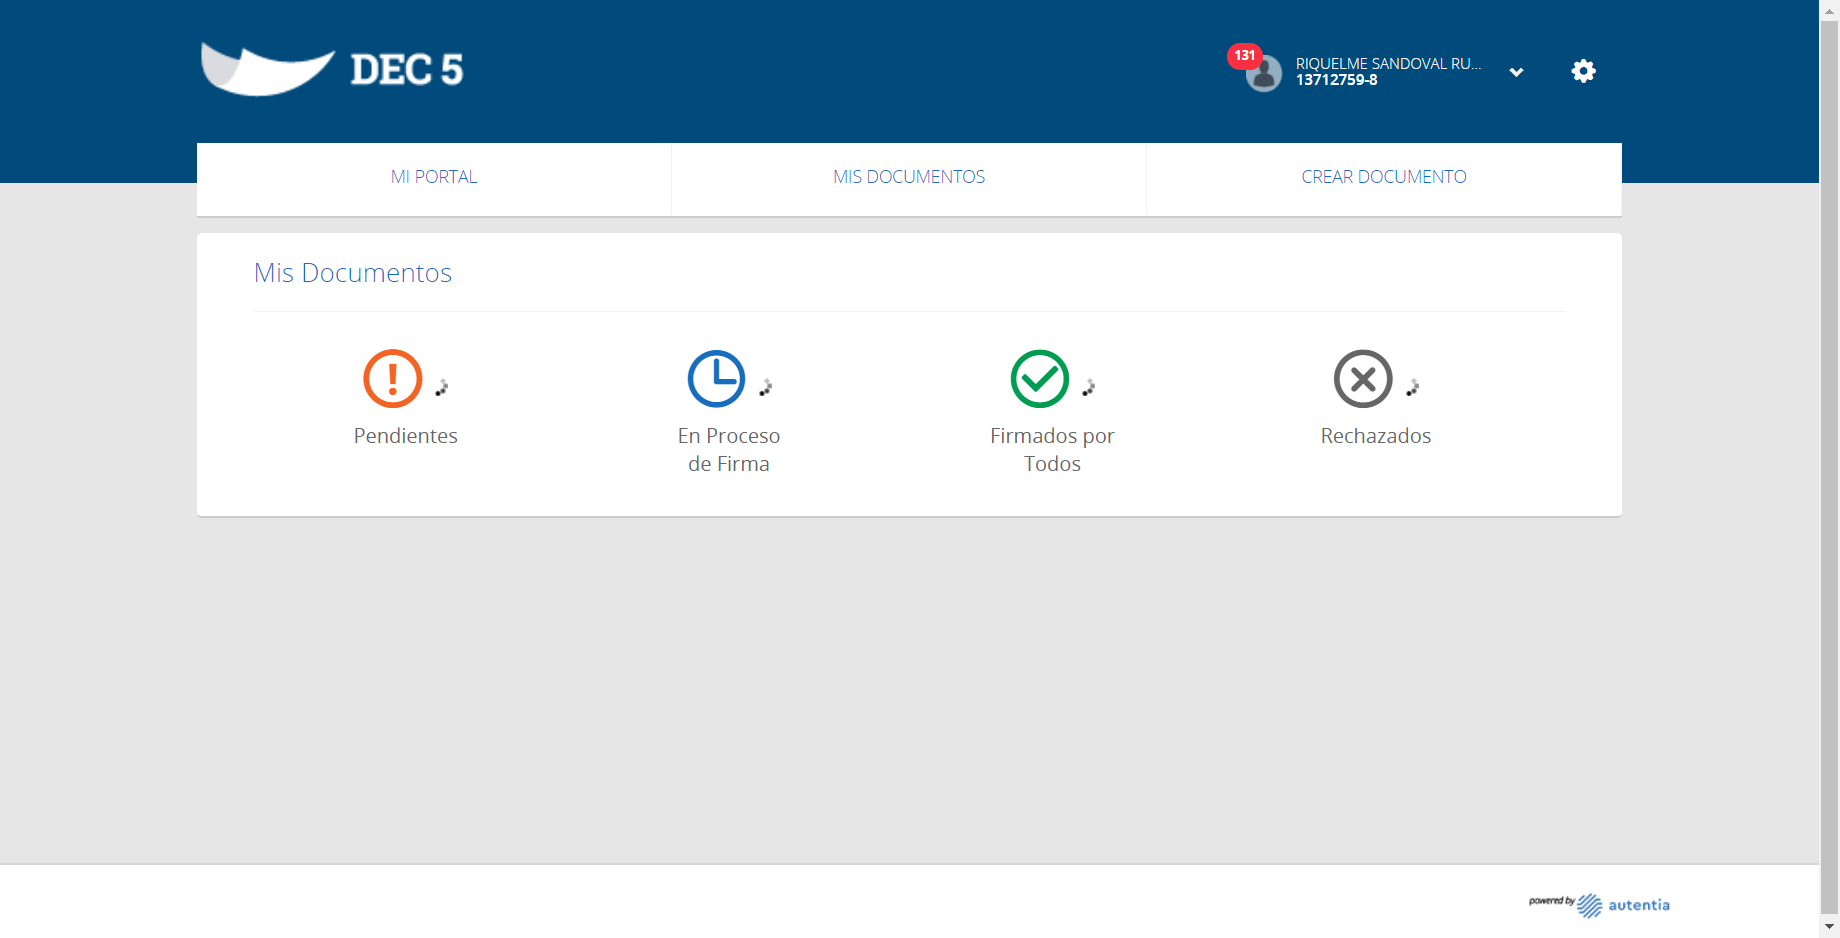 DEC 5
131
RIQUELME SANDOVAL RU...
13712759-8
MI PORTAL
MIS DOCUMENTOS
CREAR DOCUMENTO
Mis Documentos
Pendientes
En Proceso
de Firma
Firmados por
Todos
Rechazados
powered by autentia